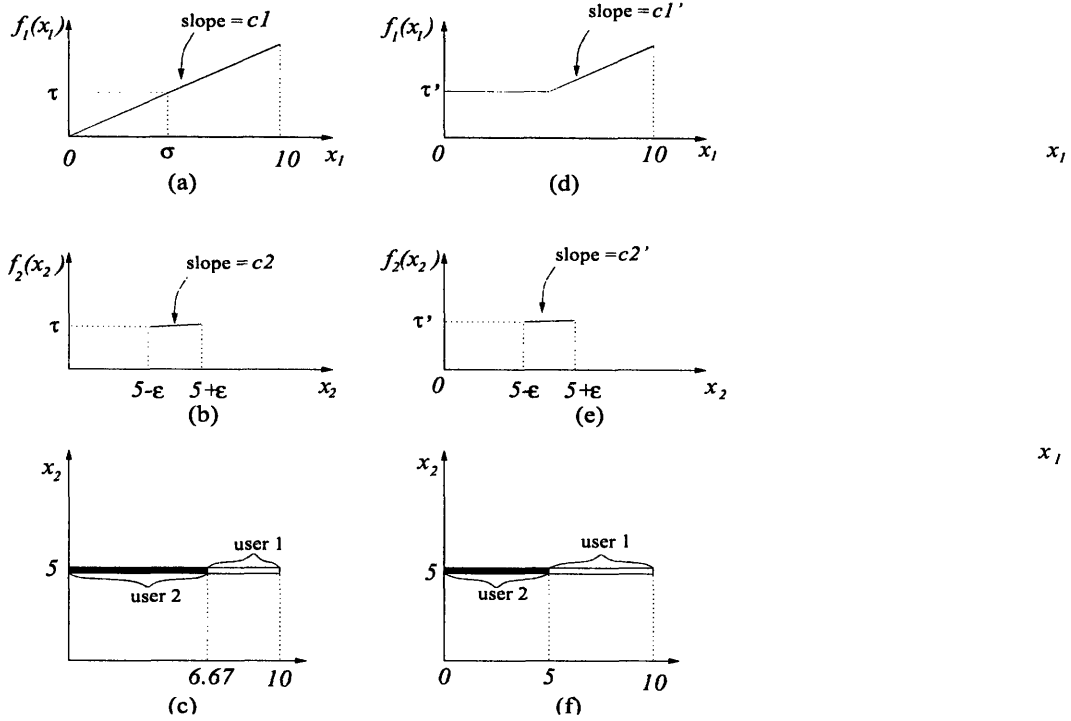 f1(x1)
slope = c1
τ
0
σ
10
x1
(a)
f1(x1)
slope = c1'
τ'
0
10
x1
(d)
x1
f2(x2)
slope = c2
τ
5-ε
5+ε
x2
(b)
f2(x2)
slope = c2'
τ'
0
5-ε
5+ε
x2
(e)
x2
user 1
5
user 2
6.67
10
(c)
x2
user 1
5
user 2
0
5
10
(f)
x1